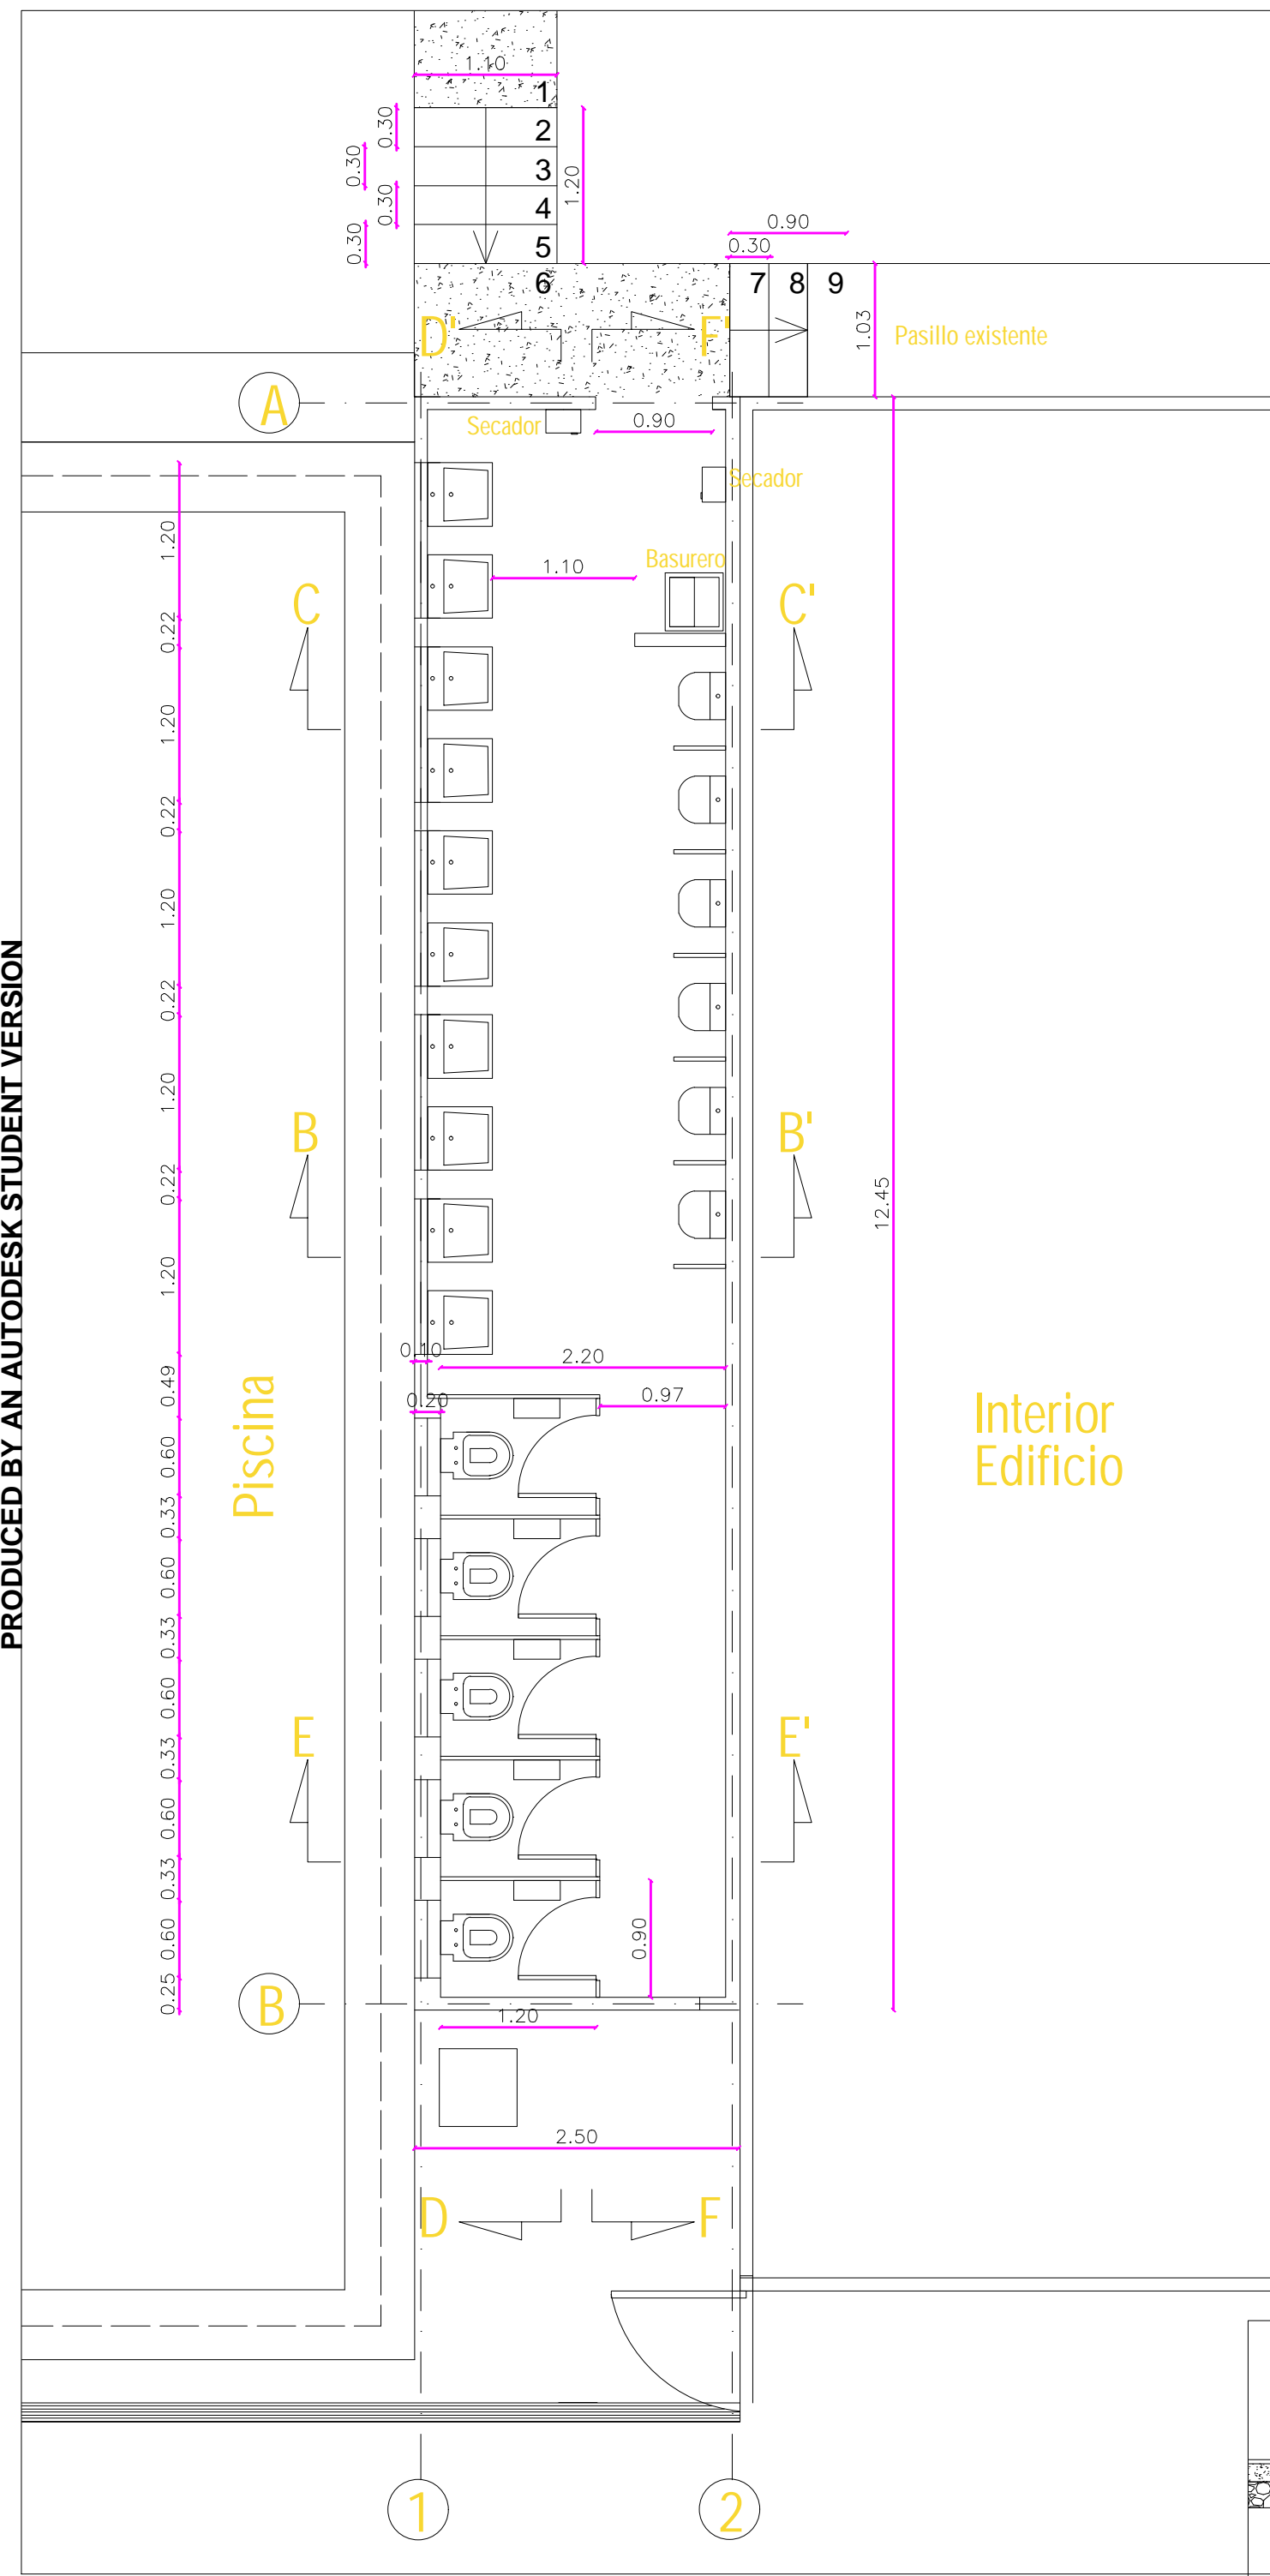 1.10
1
2
3
4
5
6
0.30
0.30
0.30
0.30
1.20
0.90
0.30
7 8 9
1.03
Pasillo existente
D' F'
A
Secador
0.90
Secador
Basurero
1.10
C C'
1.20
0.22
1.20
0.22
1.20
0.22
1.20
0.22
1.20
0.49
0.60
0.33
0.60
0.33
0.60
0.33
0.60
0.33
0.60
0.25
B B'
12.45
PRODUCED BY AN AUTODESK STUDENT VERSION
Piscina
0.10
2.20
0.20
0.97
Interior
Edificio
E E'
0.90
B
1.20
2.50
D F
1 2